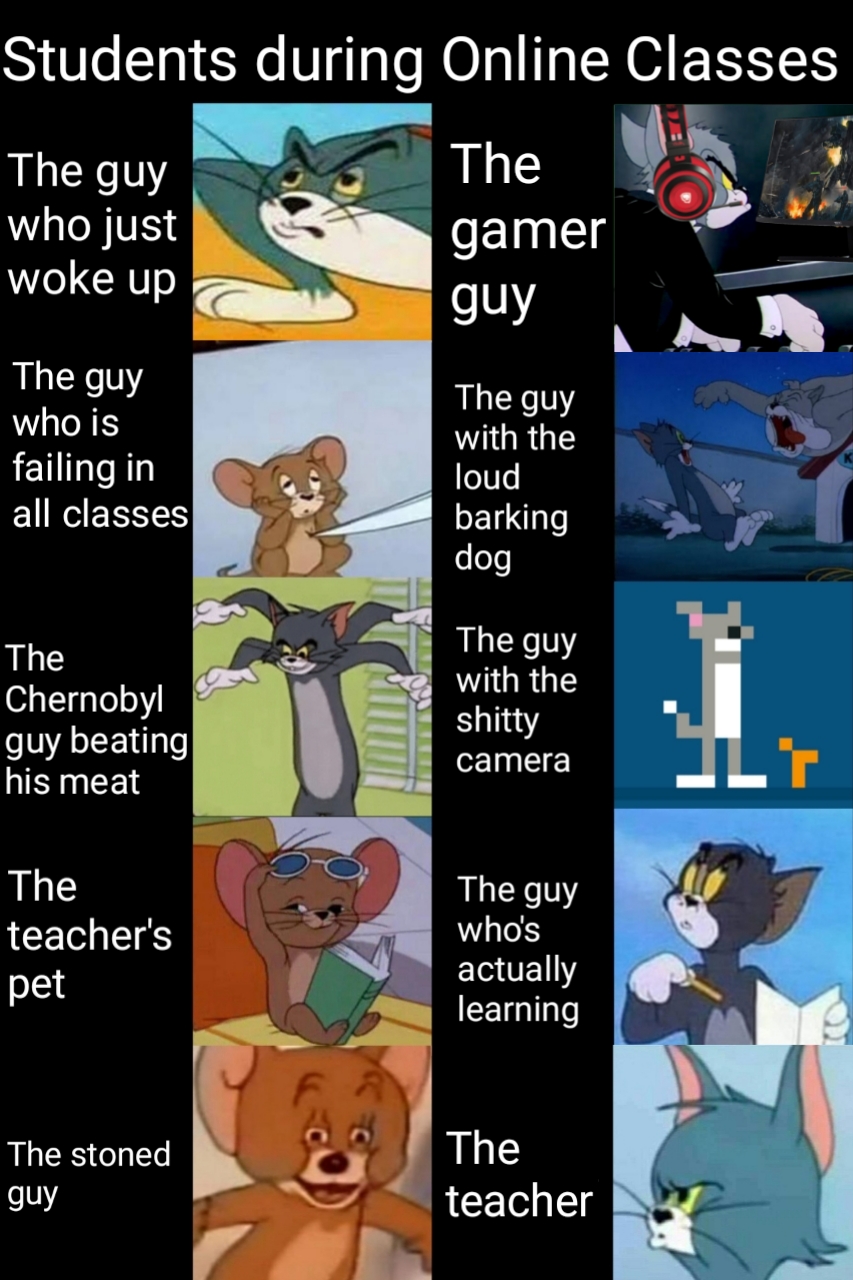 Students during Online Classes
The guy
who just
woke up
The
gamer
guy
The guy
who is
failing in
all classes
The guy
with the
loud
barking
dog
The
Chernobyl
guy beating
his meat
The guy
with the
shitty
camera
The
teacher's
pet
The guy
who's
actually
learning
The stoned
guy
The
teacher